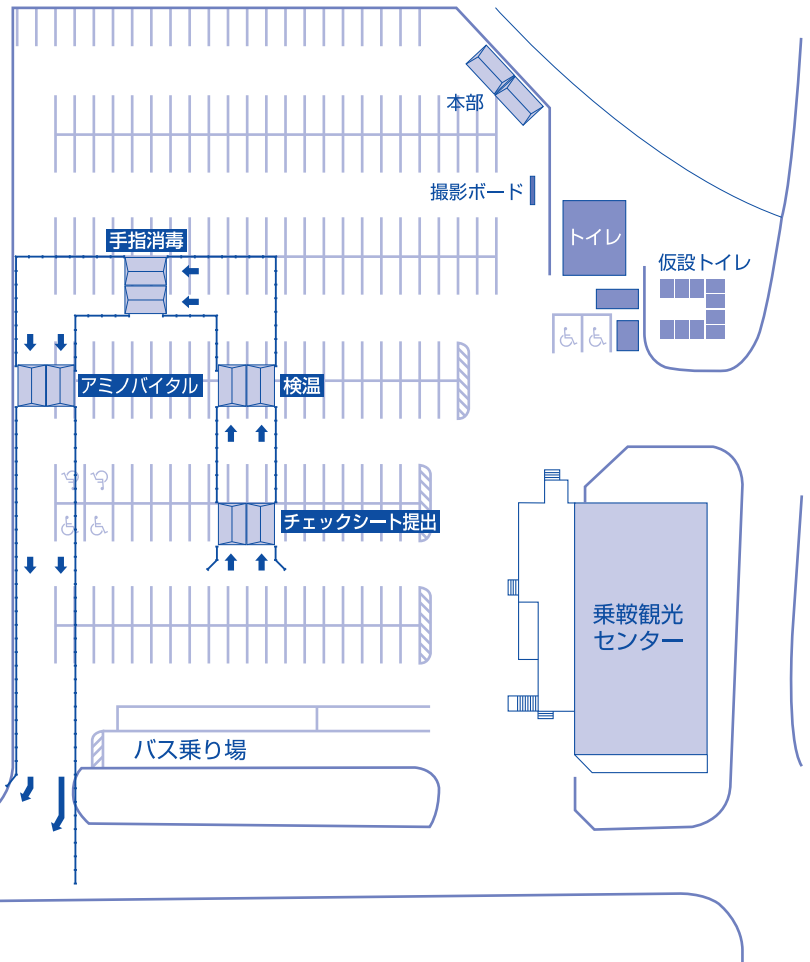 本部
撮影ボード
トイレ
手指消毒
仮設トイレ
アミノバイタル
検温
チェックシート提出
乗鞍観光
センター
バス乗り場